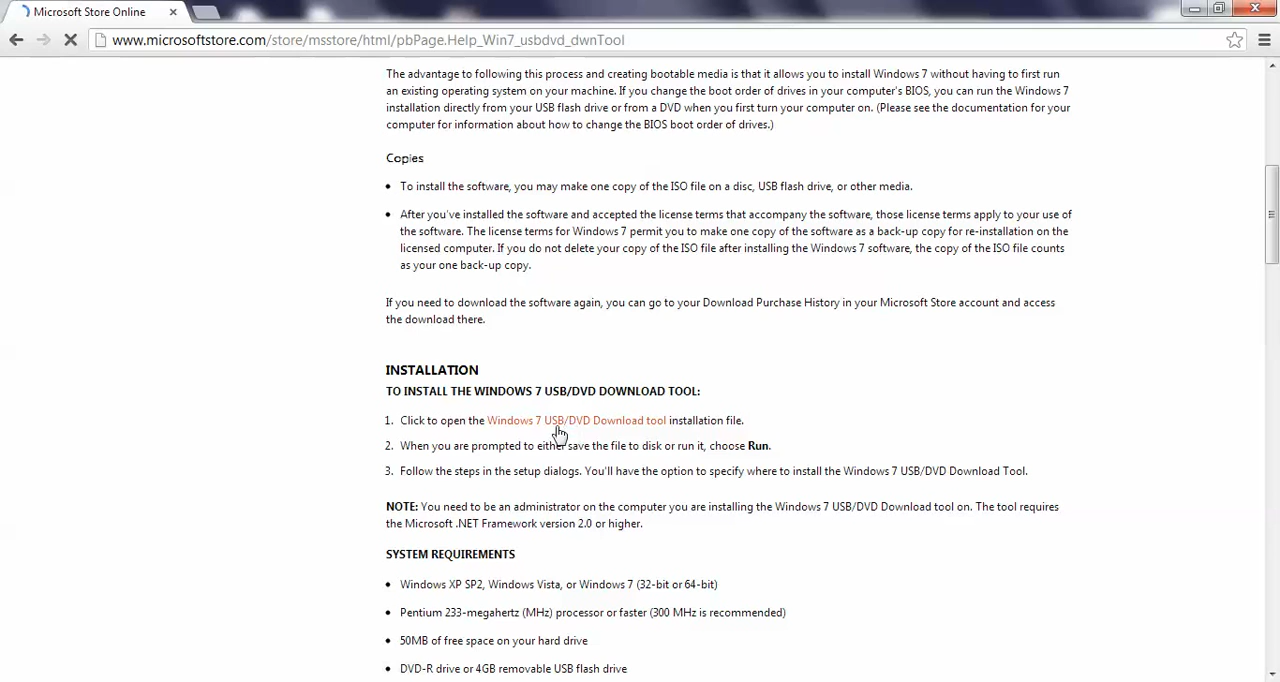 Microsoft Store Online
www.microsoftstore.com/store/msstore/html/pbPage.Help_Win7_usbdvd_dwnTool
The advantage to following this process and creating bootable media is that it allows you to install Windows 7 without having to first run
an existing operating system on your machine. If you change the boot order of drives in your computer's BIOS, you can run the Windows 7
installation directly from your USB flash drive or from a DVD when you first turn your computer on. (Please see the documentation for your
computer for information about how to change the BIOS boot order of drives.)
Copies
• To install the software, you may make one copy of the ISO file on a disc, USB flash drive, or other media.
• After you've installed the software and accepted the license terms that accompany the software, those license terms apply to your use of
the software. The license terms for Windows 7 permit you to make one copy of the software as a back-up copy for re-installation on the
licensed computer. If you do not delete your copy of the ISO file after installing the Windows 7 software, the copy of the ISO file counts
as your one back-up copy.
If you need to download the software again, you can go to your Download Purchase History in your Microsoft Store account and access
the download there.
INSTALLATION
TO INSTALL THE WINDOWS 7 USB/DVD DOWNLOAD TOOL:
1. Click to open the Windows 7 USB/DVD Download tool installation file.
2. When you are prompted to either save the file to disk or run it, choose Run.
3. Follow the steps in the setup dialogs. You'll have the option to specify where to install the Windows 7 USB/DVD Download Tool.
NOTE: You need to be an administrator on the computer you are installing the Windows 7 USB/DVD Download tool on. The tool requires
the Microsoft .NET Framework version 2.0 or higher.
SYSTEM REQUIREMENTS
• Windows XP SP2, Windows Vista, or Windows 7 (32-bit or 64-bit)
• Pentium 233-megahertz (MHz) processor or faster (300 MHz is recommended)
• 50MB of free space on your hard drive
• DVD-R drive or 4GB removable USB flash drive